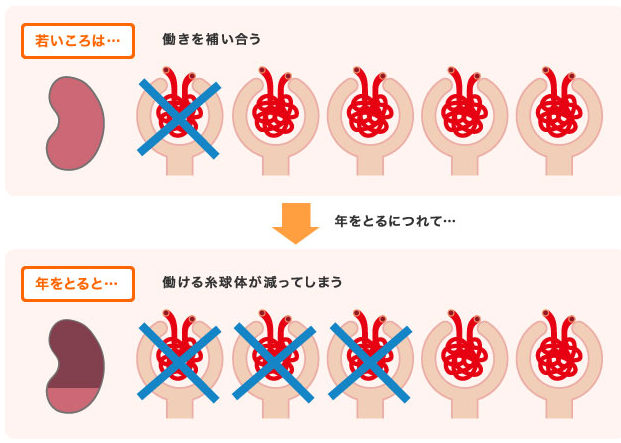 若いころは…
働きを補い合う
年をとるにつれて…
年をとると…
働ける糸球体が減ってしまう